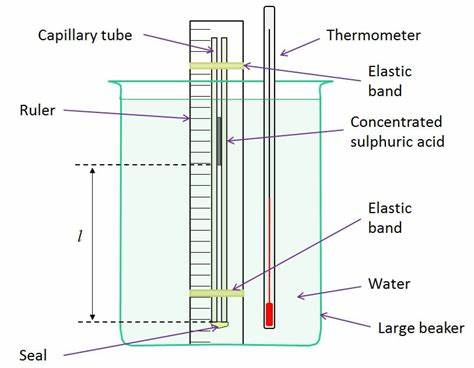 Capillary tube
Thermometer
Elastic
band
Ruler
Concentrated
sulphuric acid
Elastic
band
l
Water
Large beaker
Seal